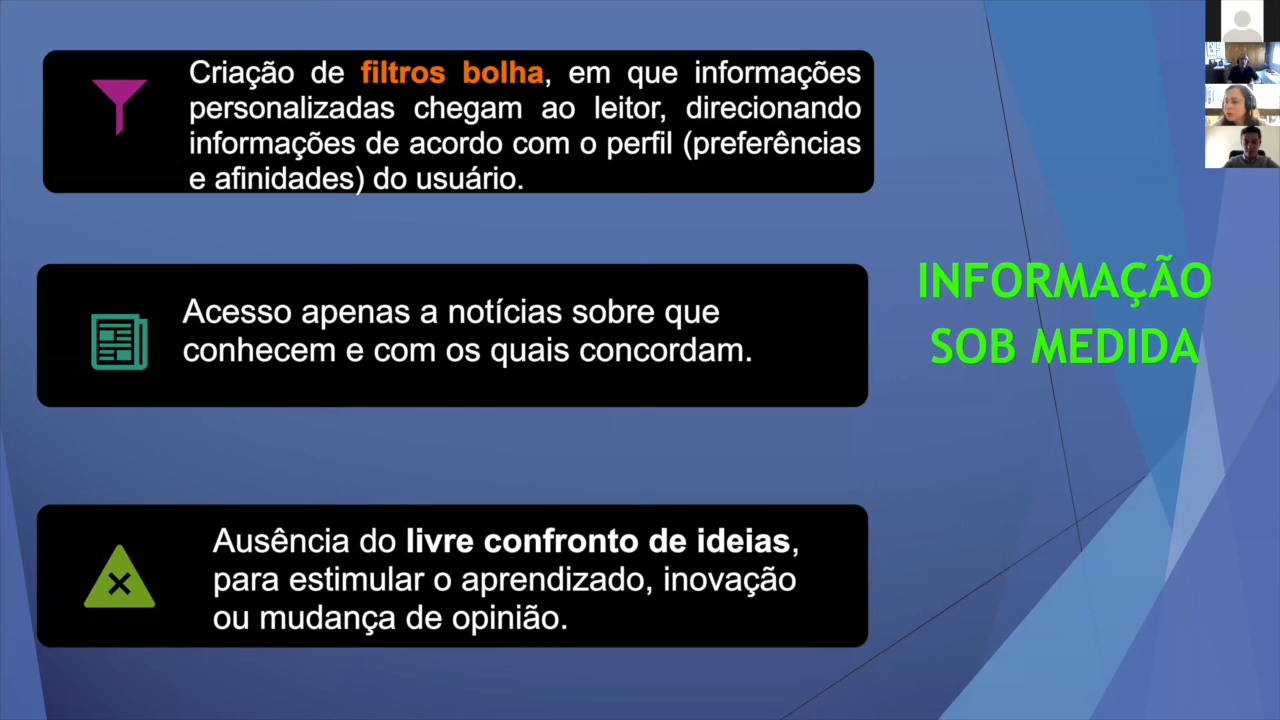 Criação de filtros bolha, em que informações
personalizadas chegam ao leitor, direcionando
informações de acordo com o perfil (preferências
e afinidades) do usuário.
Acesso apenas a notícias sobre que
conhecem e com os quais concordam.
Ausência do livre confronto de ideias,
para estimular o aprendizado, inovação
ou mudança de opinião.
INFORMAÇÃO
SOB MEDIDA